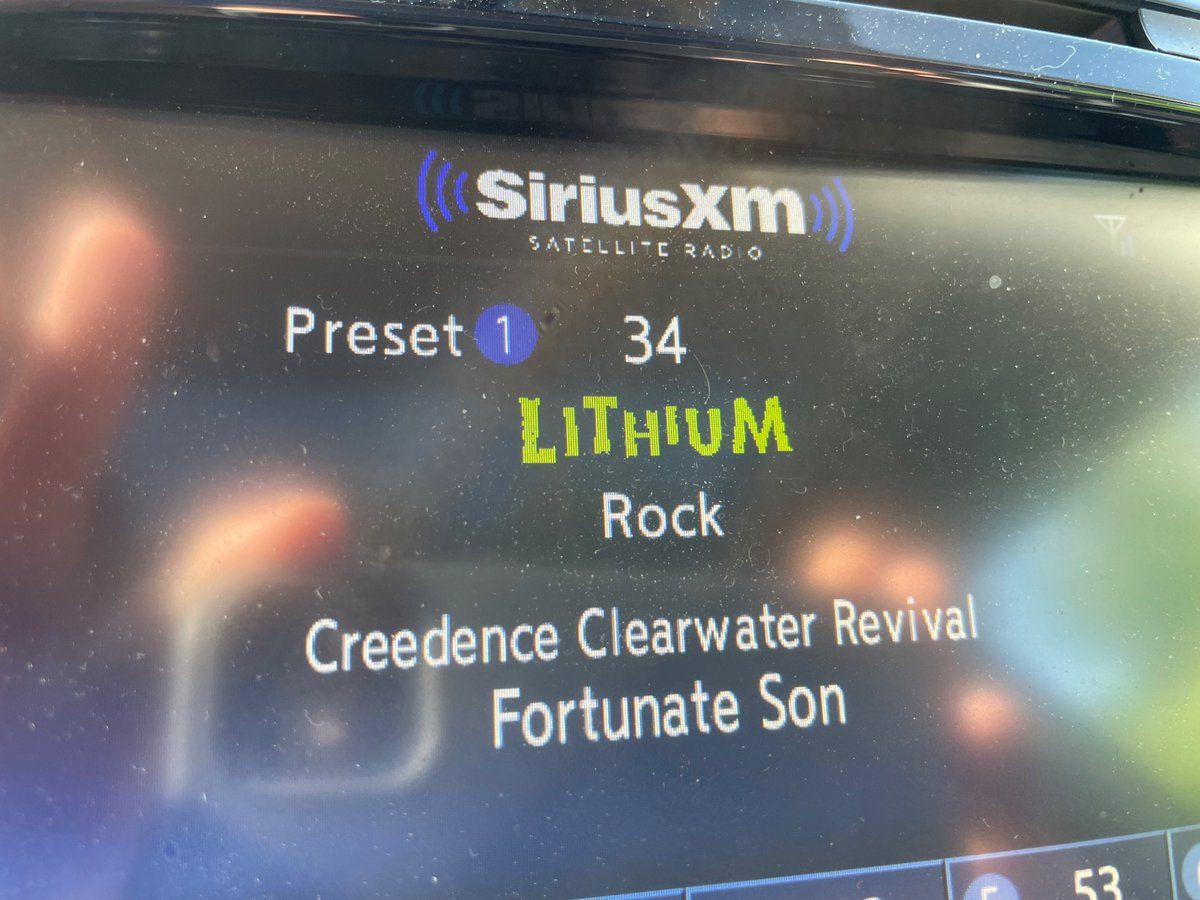 SiriusXM
SATELLITE RADIO
Preset 1 34
LITHIUM
Rock
Creedence Clearwater Revival
Fortunate Son
53